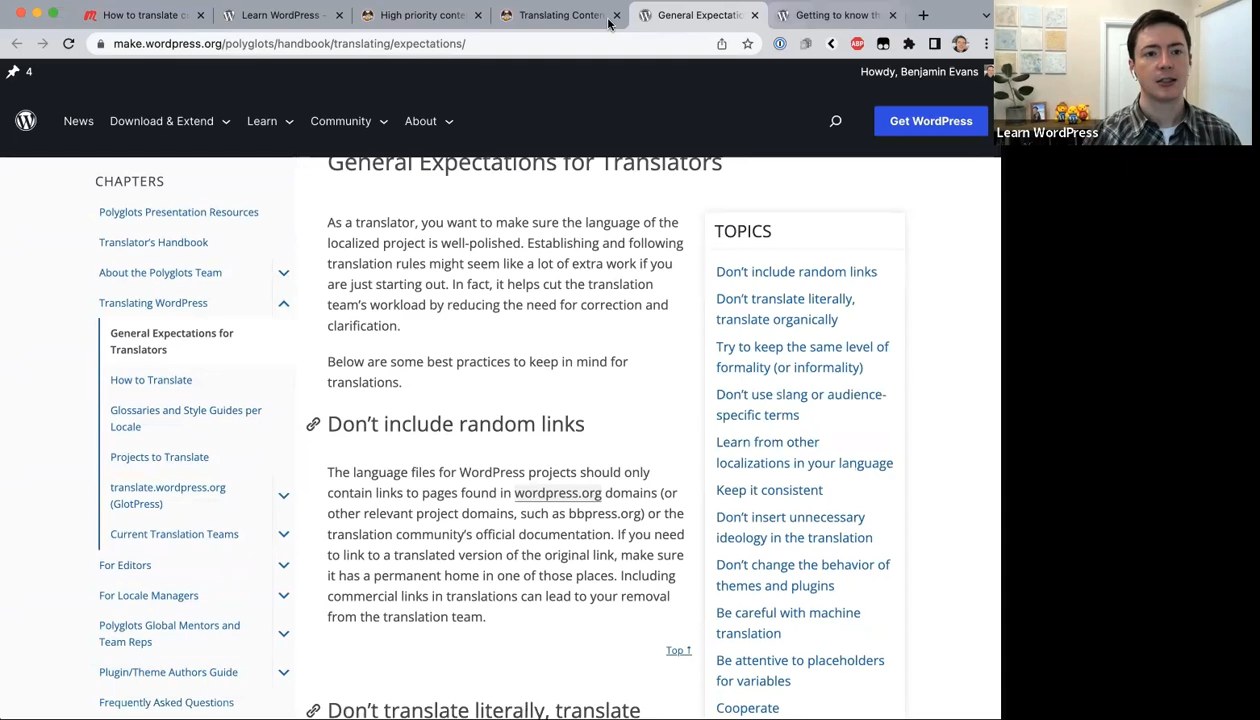 How to translate c
Learn WordPress –
High priority conte
Translating Conten
General Expectatio
Getting to know th
make.wordpress.org/polyglots/handbook/translating/expectations/
ABP
4
Howdy, Benjamin Evans
News
Download & Extend
Learn
Community
About
Get WordPress
Learn WordPress
CHAPTERS
Polyglots Presentation Resources
Translator's Handbook
About the Polyglots Team
Translating WordPress
General Expectations for
Translators
How to Translate
Glossaries and Style Guides per
Locale
Projects to Translate
translate.wordpress.org
(GlotPress)
Current Translation Teams
For Editors
For Locale Managers
Polyglots Global Mentors and
Team Reps
Plugin/Theme Authors Guide
Frequently Asked Questions
General Expectations for Translators
As a translator, you want to make sure the language of the
localized project is well-polished. Establishing and following
translation rules might seem like a lot of extra work if you
are just starting out. In fact, it helps cut the translation
team's workload by reducing the need for correction and
clarification.
Below are some best practices to keep in mind for
translations.
Don't include random links
The language files for WordPress projects should only
contain links to pages found in wordpress.org domains (or
other relevant project domains, such as bbpress.org) or the
translation community's official documentation. If you need
to link to a translated version of the original link, make sure
it has a permanent home in one of those places. Including
commercial links in translations can lead to your removal
from the translation team.
Top ↑
Don't translate literally, translate
TOPICS
Don't include random links
Don't translate literally,
translate organically
Try to keep the same level of
formality (or informality)
Don't use slang or audience-
specific terms
Learn from other
localizations in your language
Keep it consistent
Don't insert unnecessary
ideology in the translation
Don't change the behavior of
themes and plugins
Be careful with machine
translation
Be attentive to placeholders
for variables
Cooperate